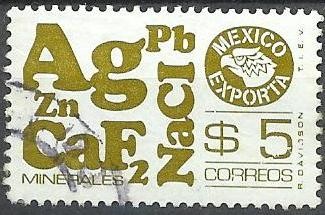 Ag
Pb
Zn
NaCl
CaF2
MINERALES
MEXICO
EXPORTA
$ 5
CORREOS
R. DAVIDSON T.I.E.V.